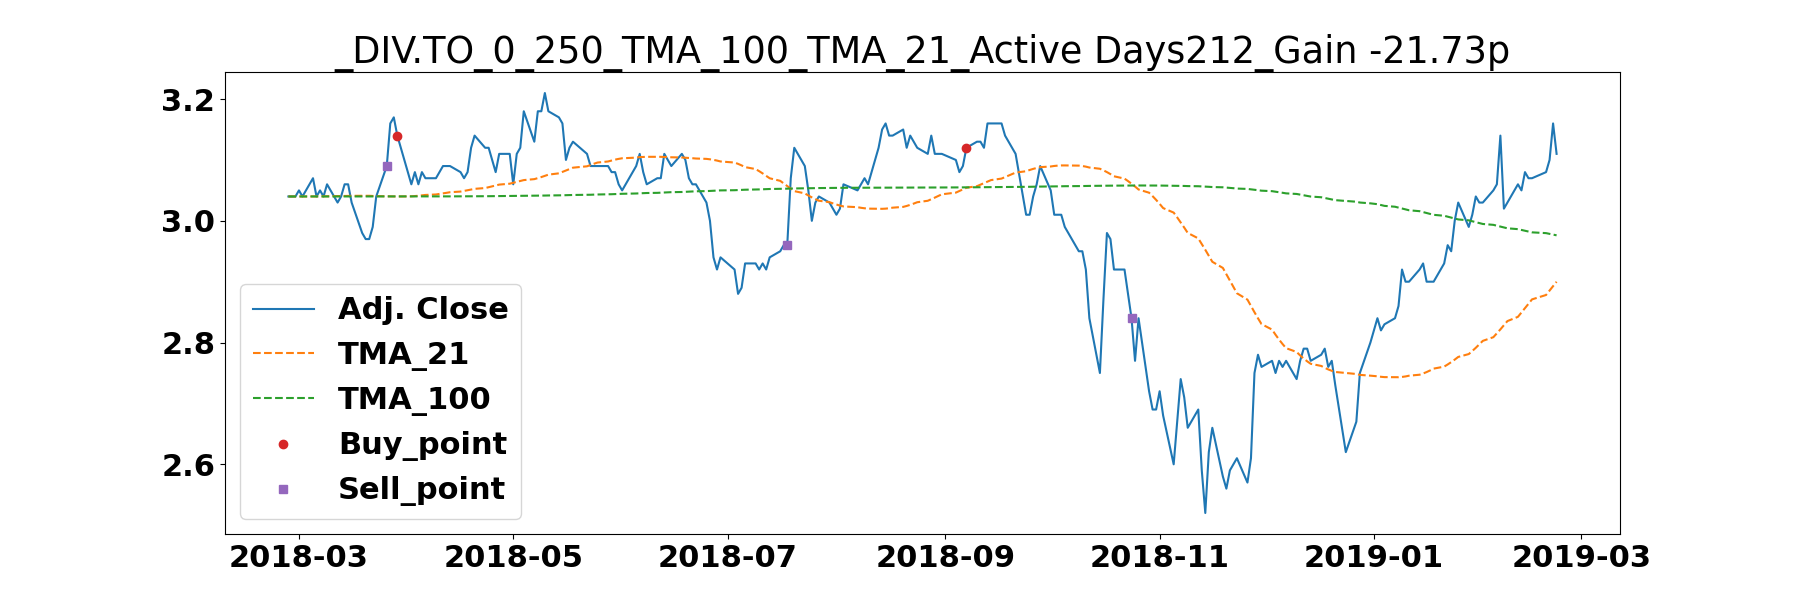 _DIV.TO_0_250_TMA_100_TMA_21_Active Days212_Gain -21.73p
3.2
3.0
2.8
2.6
Adj. Close
TMA_21
TMA_100
Buy_point
Sell_point
2018-03 2018-05 2018-07 2018-09 2018-11 2019-01 2019-03